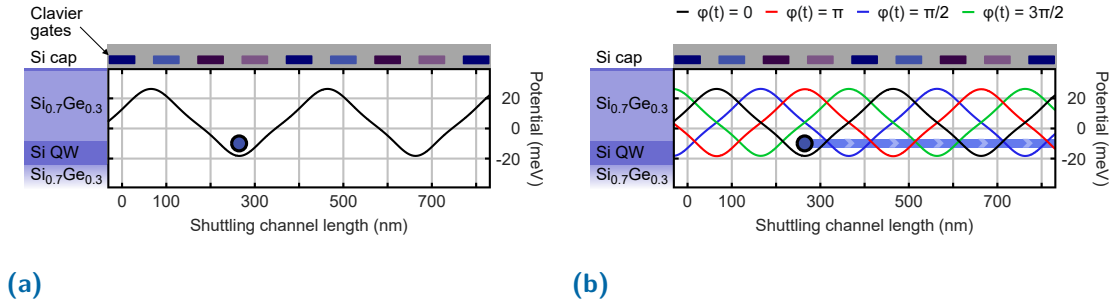 Clavier
gates
Si cap
Si₀.₇Ge₀.₃
Si QW
Si₀.₇Ge₀.₃
20
0
-20
Potential (meV)
0 100 300 500 700
Shuttling channel length (nm)
(a)
φ(t) = 0 φ(t) = π φ(t) = π/2 φ(t) = 3π/2
Si cap
Si₀.₇Ge₀.₃
Si QW
Si₀.₇Ge₀.₃
20
0
-20
Potential (meV)
0 100 300 500 700
Shuttling channel length (nm)
(b)